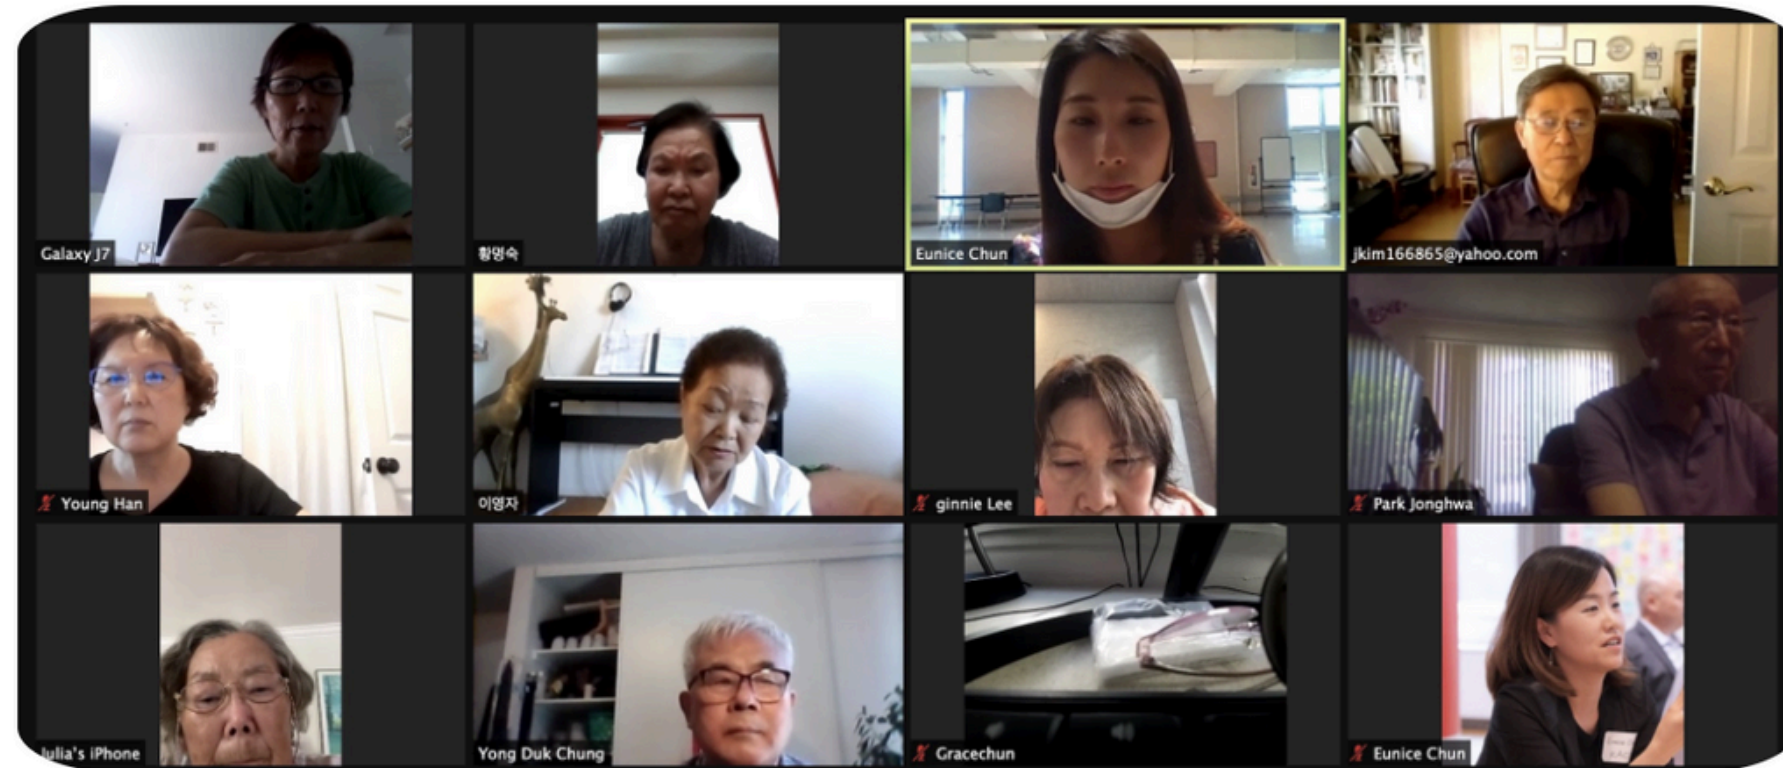 Galaxy J7
황명숙
Eunice Chun
jkim166865@yahoo.com
Young Han
이영자
ginnie Lee
Park Jonghwa
Julia's iPhone
Yong Duk Chung
Gracechun
Eunice Chun